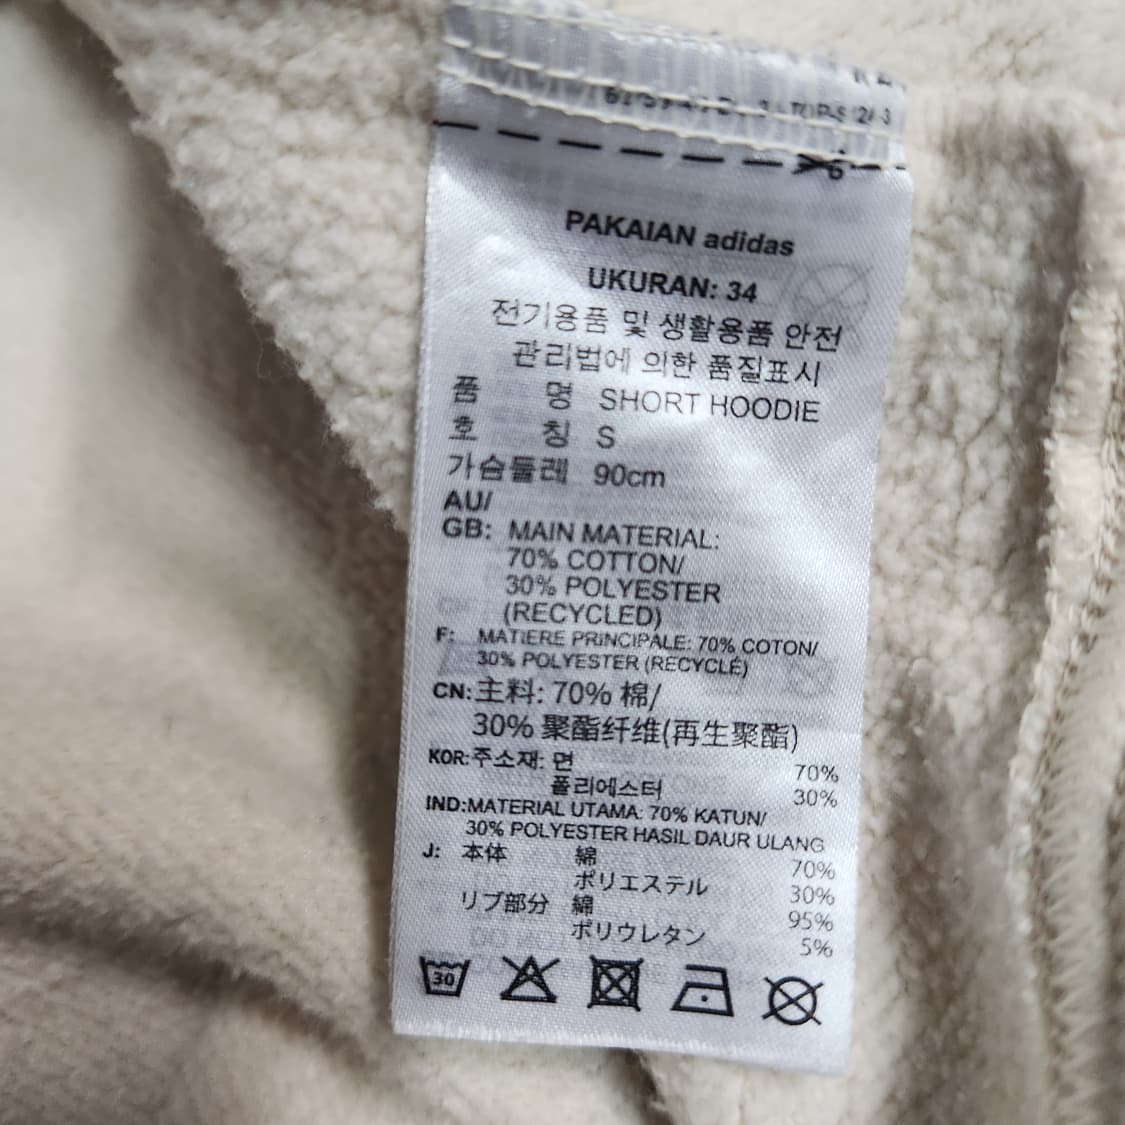 PAKAIAN adidas
UKURAN: 34
전기용품 및 생활용품 안전
관리법에 의한 품질표시
품 명 SHORT HOODIE
호 칭 S
가슴둘레 90cm
AU/
GB: MAIN MATERIAL:
70% COTTON/
30% POLYESTER
(RECYCLED)
F: MATIERE PRINCIPALE: 70% COTON/
30% POLYESTER (RECYCLÉ)
CN: 主料: 70% 棉/
30% 聚酯纤维(再生聚酯)
KOR: 주소재: 면 70%
폴리에스터 30%
IND: MATERIAL UTAMA: 70% KATUN/
30% POLYESTER HASIL DAUR ULANG
J: 本体 綿 70%
ポリエステル 30%
リブ部分 綿 95%
ポリウレタン 5%
30